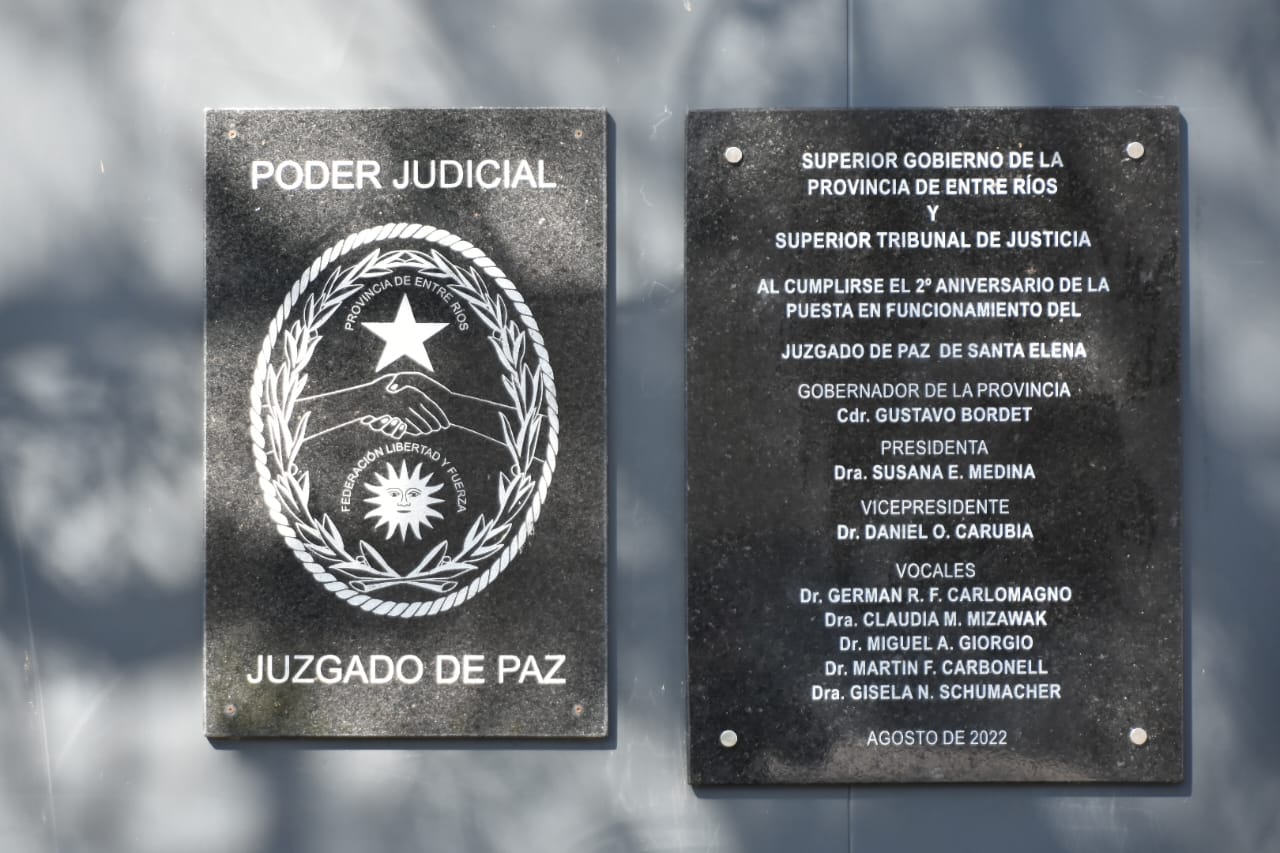 PODER JUDICIAL
PROVINCIA DE ENTRE RÍOS
FEDERACIÓN LIBERTAD Y FUERZA
JUZGADO DE PAZ
SUPERIOR GOBIERNO DE LA
PROVINCIA DE ENTRE RÍOS
Y
SUPERIOR TRIBUNAL DE JUSTICIA
AL CUMPLIRSE EL 2º ANIVERSARIO DE LA
PUESTA EN FUNCIONAMIENTO DEL
JUZGADO DE PAZ DE SANTA ELENA
GOBERNADOR DE LA PROVINCIA
Cdr. GUSTAVO BORDET
PRESIDENTA
Dra. SUSANA E. MEDINA
VICEPRESIDENTE
Dr. DANIEL O. CARUBIA
VOCALES
Dr. GERMAN R. F. CARLOMAGNO
Dra. CLAUDIA M. MIZAWAK
Dr. MIGUEL A. GIORGIO
Dr. MARTIN F. CARBONELL
Dra. GISELA N. SCHUMACHER
AGOSTO DE 2022